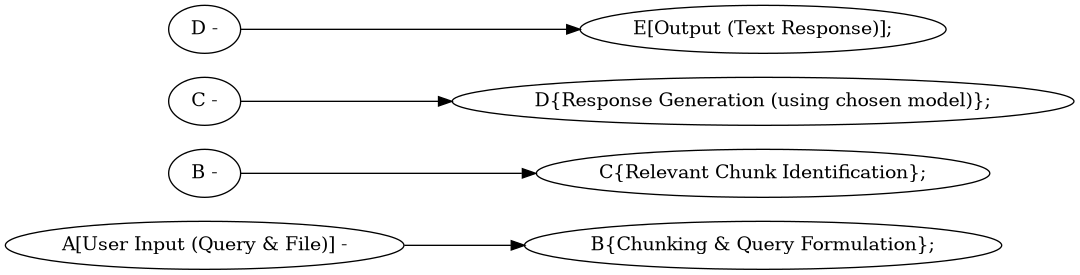 D - E[Output (Text Response)];
C - D{Response Generation (using chosen model)};
B - C{Relevant Chunk Identification};
A[User Input (Query & File)] - B{Chunking & Query Formulation};